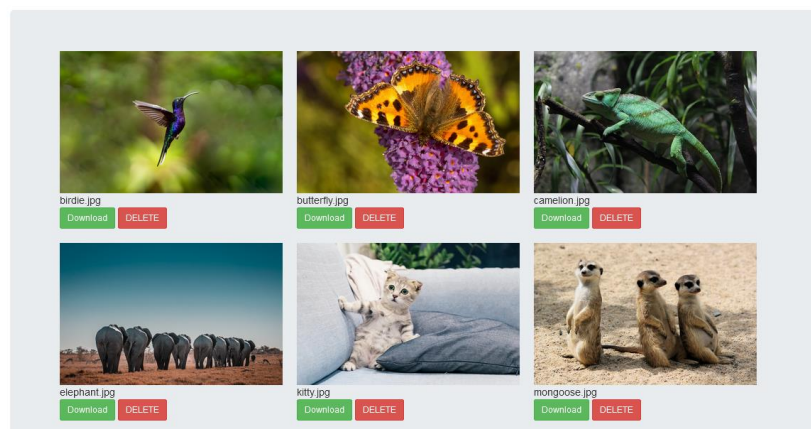 birdie.jpg
Download DELETE
butterfly.jpg
Download DELETE
camelion.jpg
Download DELETE
elephant.jpg
Download DELETE
kitty.jpg
Download DELETE
mongoose.jpg
Download DELETE